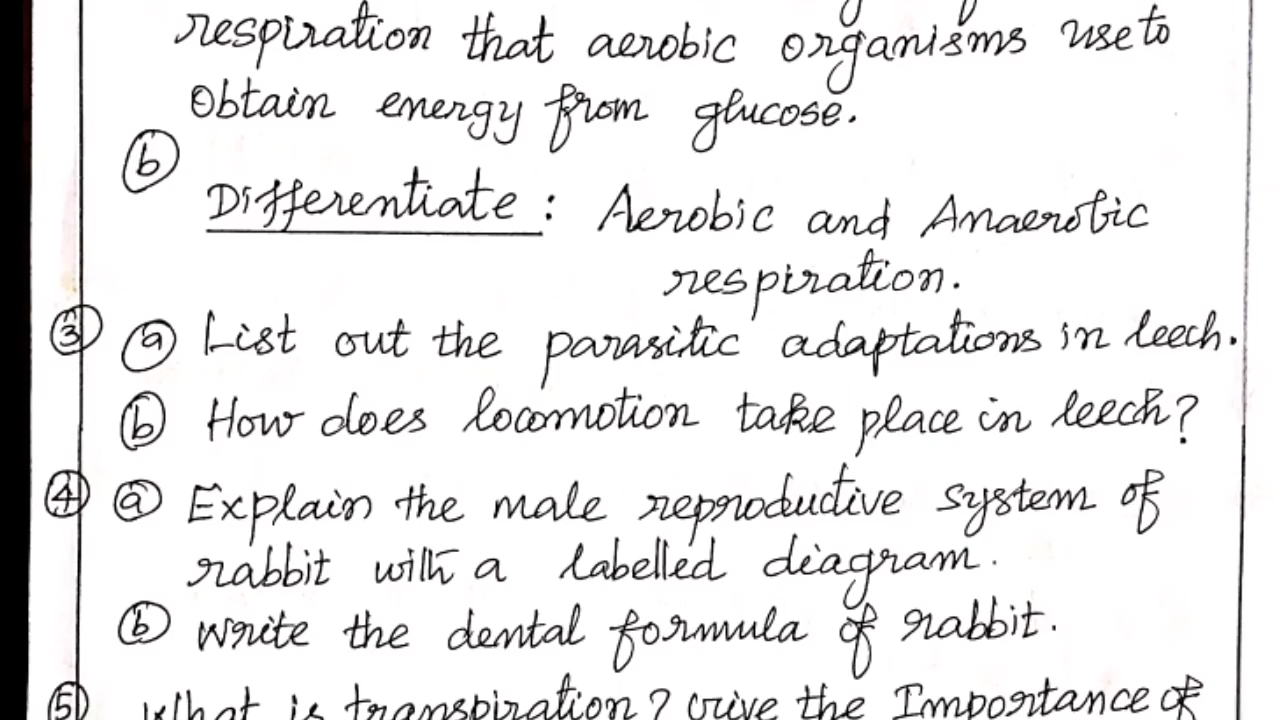 respiration that aerobic organisms use to
obtain energy from glucose.
b
Differentiate : Aerobic and Anaerobic
respiration.
3 a List out the parasitic adaptations in leech.
b How does locomotion take place in leech?
4 a Explain the male reproductive system of
rabbit with a labelled diagram.
b Write the dental formula of rabbit.
5 What is transpiration? Give the Importance of